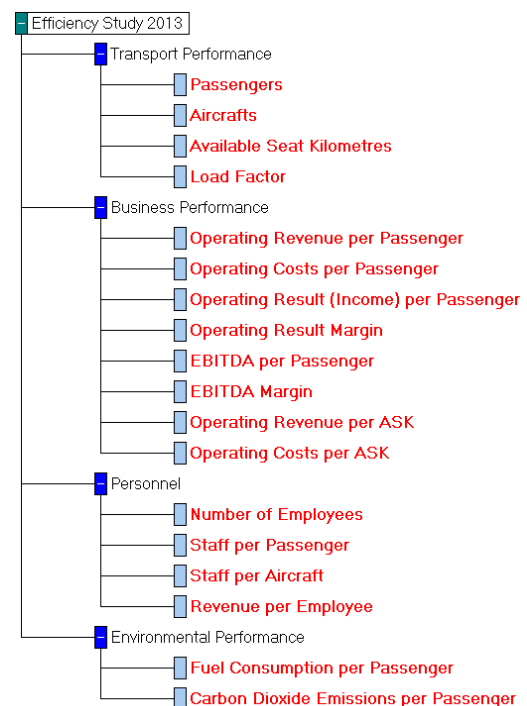 Efficiency Study 2013
Transport Performance
Passengers
Aircrafts
Available Seat Kilometres
Load Factor
Business Performance
Operating Revenue per Passenger
Operating Costs per Passenger
Operating Result (Income) per Passenger
Operating Result Margin
EBITDA per Passenger
EBITDA Margin
Operating Revenue per ASK
Operating Costs per ASK
Personnel
Number of Employees
Staff per Passenger
Staff per Aircraft
Revenue per Employee
Environmental Performance
Fuel Consumption per Passenger
Carbon Dioxide Emissions per Passenger